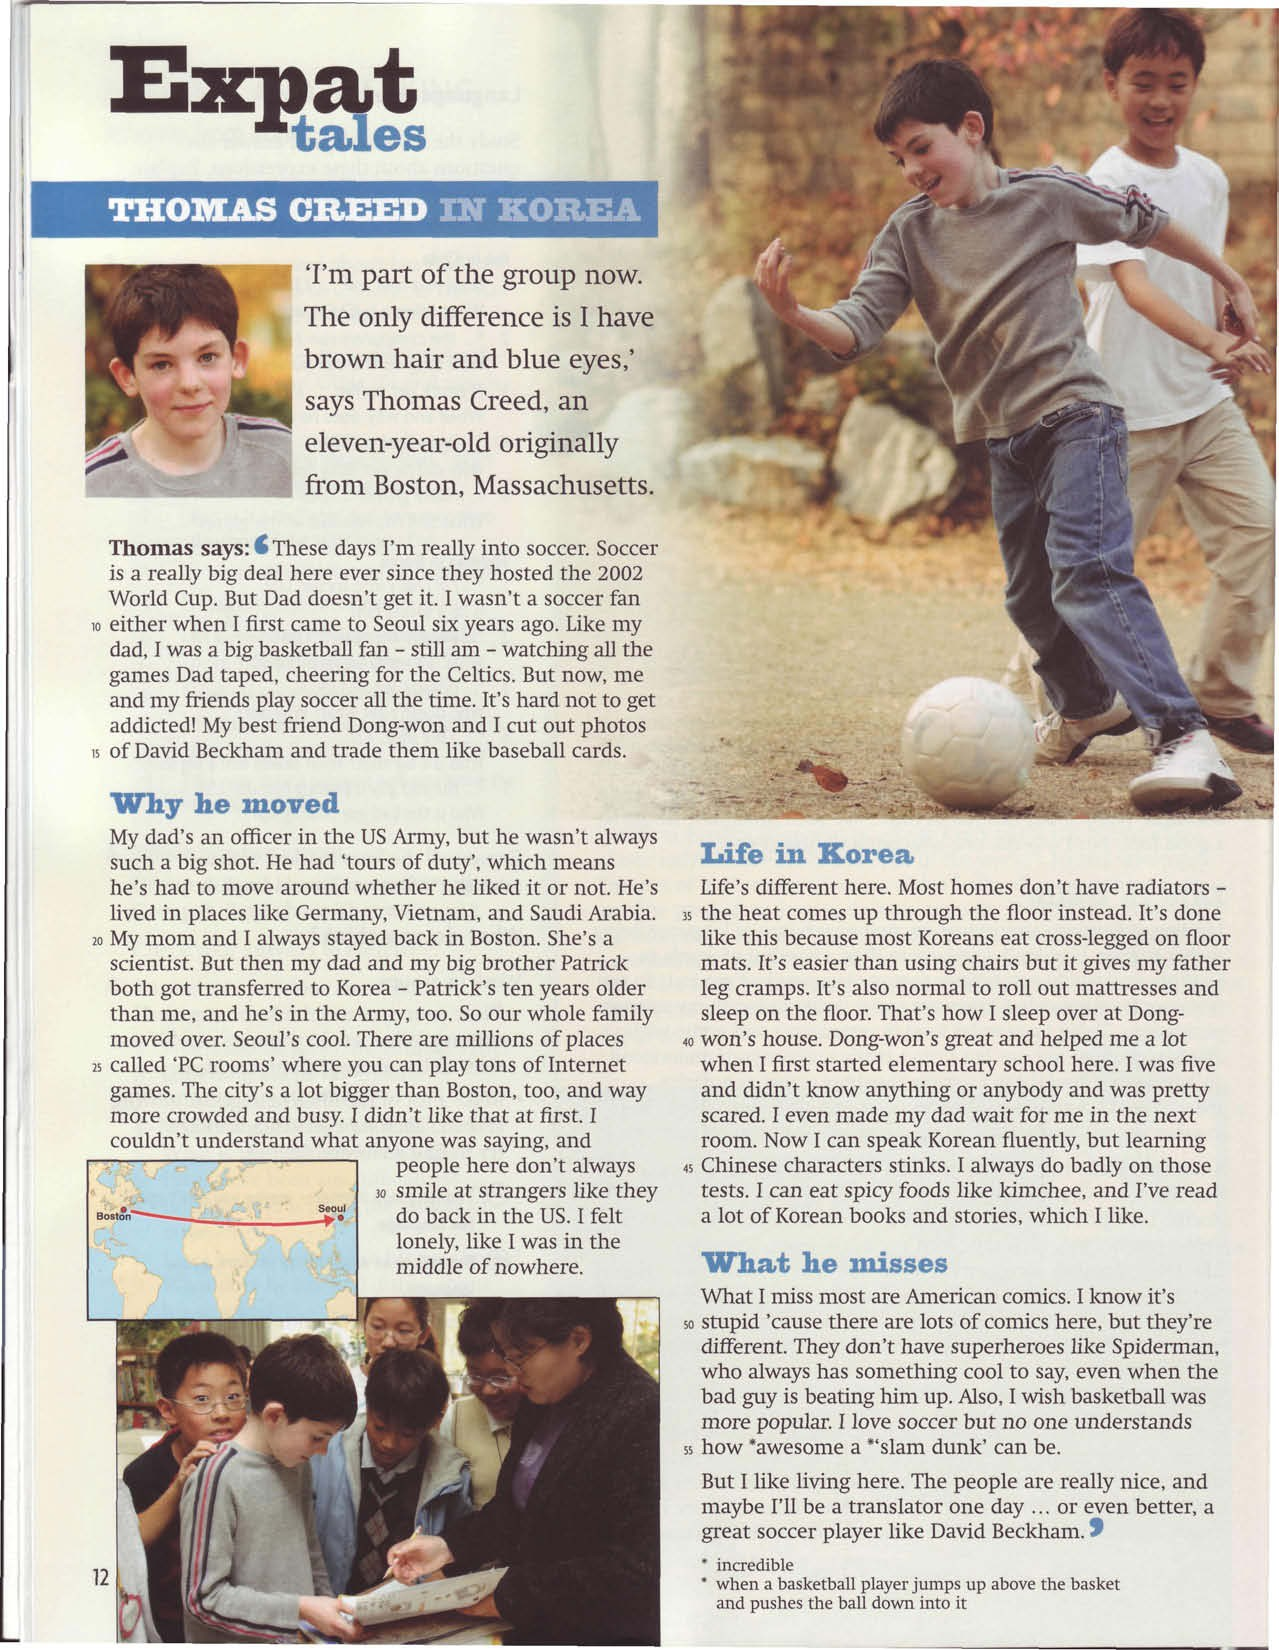 Expat
tales
THOMAS CREED IN KOREA
‘I'm part of the group now.
The only difference is I have
brown hair and blue eyes,’
says Thomas Creed, an
eleven-year-old originally
from Boston, Massachusetts.
Thomas says: ‘These days I'm really into soccer. Soccer
is a really big deal here ever since they hosted the 2002
World Cup. But Dad doesn't get it. I wasn't a soccer fan
10 either when I first came to Seoul six years ago. Like my
dad, I was a big basketball fan – still am – watching all the
games Dad taped, cheering for the Celtics. But now, me
and my friends play soccer all the time. It's hard not to get
addicted! My best friend Dong-won and I cut out photos
15 of David Beckham and trade them like baseball cards.
Why he moved
My dad's an officer in the US Army, but he wasn't always
such a big shot. He had ‘tours of duty’, which means
he's had to move around whether he liked it or not. He's
lived in places like Germany, Vietnam, and Saudi Arabia.
20 My mom and I always stayed back in Boston. She's a
scientist. But then my dad and my big brother Patrick
both got transferred to Korea – Patrick's ten years older
than me, and he's in the Army, too. So our whole family
moved over. Seoul's cool. There are millions of places
25 called ‘PC rooms’ where you can play tons of Internet
games. The city's a lot bigger than Boston, too, and way
more crowded and busy. I didn't like that at first. I
couldn't understand what anyone was saying, and
people here don't always
30 smile at strangers like they
do back in the US. I felt
lonely, like I was in the
middle of nowhere.
Boston
Seoul
Life in Korea
Life's different here. Most homes don't have radiators –
35 the heat comes up through the floor instead. It's done
like this because most Koreans eat cross-legged on floor
mats. It's easier than using chairs but it gives my father
leg cramps. It's also normal to roll out mattresses and
sleep on the floor. That's how I sleep over at Dong-
40 won's house. Dong-won's great and helped me a lot
when I first started elementary school here. I was five
and didn't know anything or anybody and was pretty
scared. I even made my dad wait for me in the next
room. Now I can speak Korean fluently, but learning
45 Chinese characters stinks. I always do badly on those
tests. I can eat spicy foods like kimchee, and I've read
a lot of Korean books and stories, which I like.
What he misses
What I miss most are American comics. I know it's
50 stupid 'cause there are lots of comics here, but they're
different. They don't have superheroes like Spiderman,
who always has something cool to say, even when the
bad guy is beating him up. Also, I wish basketball was
more popular. I love soccer but no one understands
55 how *awesome a *‘slam dunk’ can be.
But I like living here. The people are really nice, and
maybe I'll be a translator one day ... or even better, a
great soccer player like David Beckham.’
* incredible
* when a basketball player jumps up above the basket
and pushes the ball down into it
12